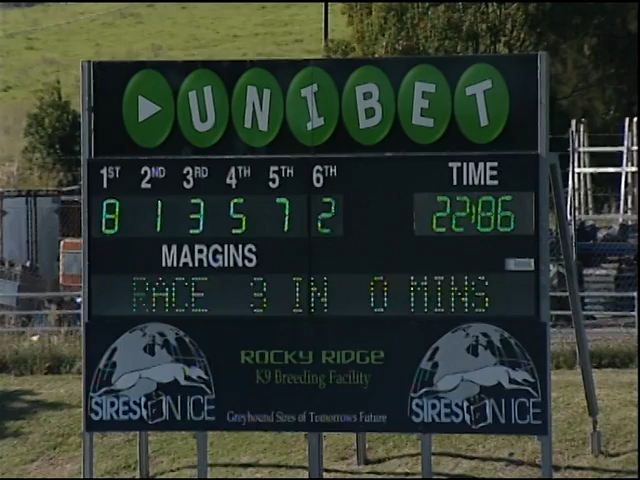 UNIBET
1ST 2ND 3RD 4TH 5TH 6TH TIME
8 1 3 5 7 2 22:86
MARGINS
RACE 3 IN 0 MINS
ROCKY RIDGE
K9 Breeding Facility
SIRES ON ICE SIRES ON ICE
Greyhound Sires of Tomorrows Future